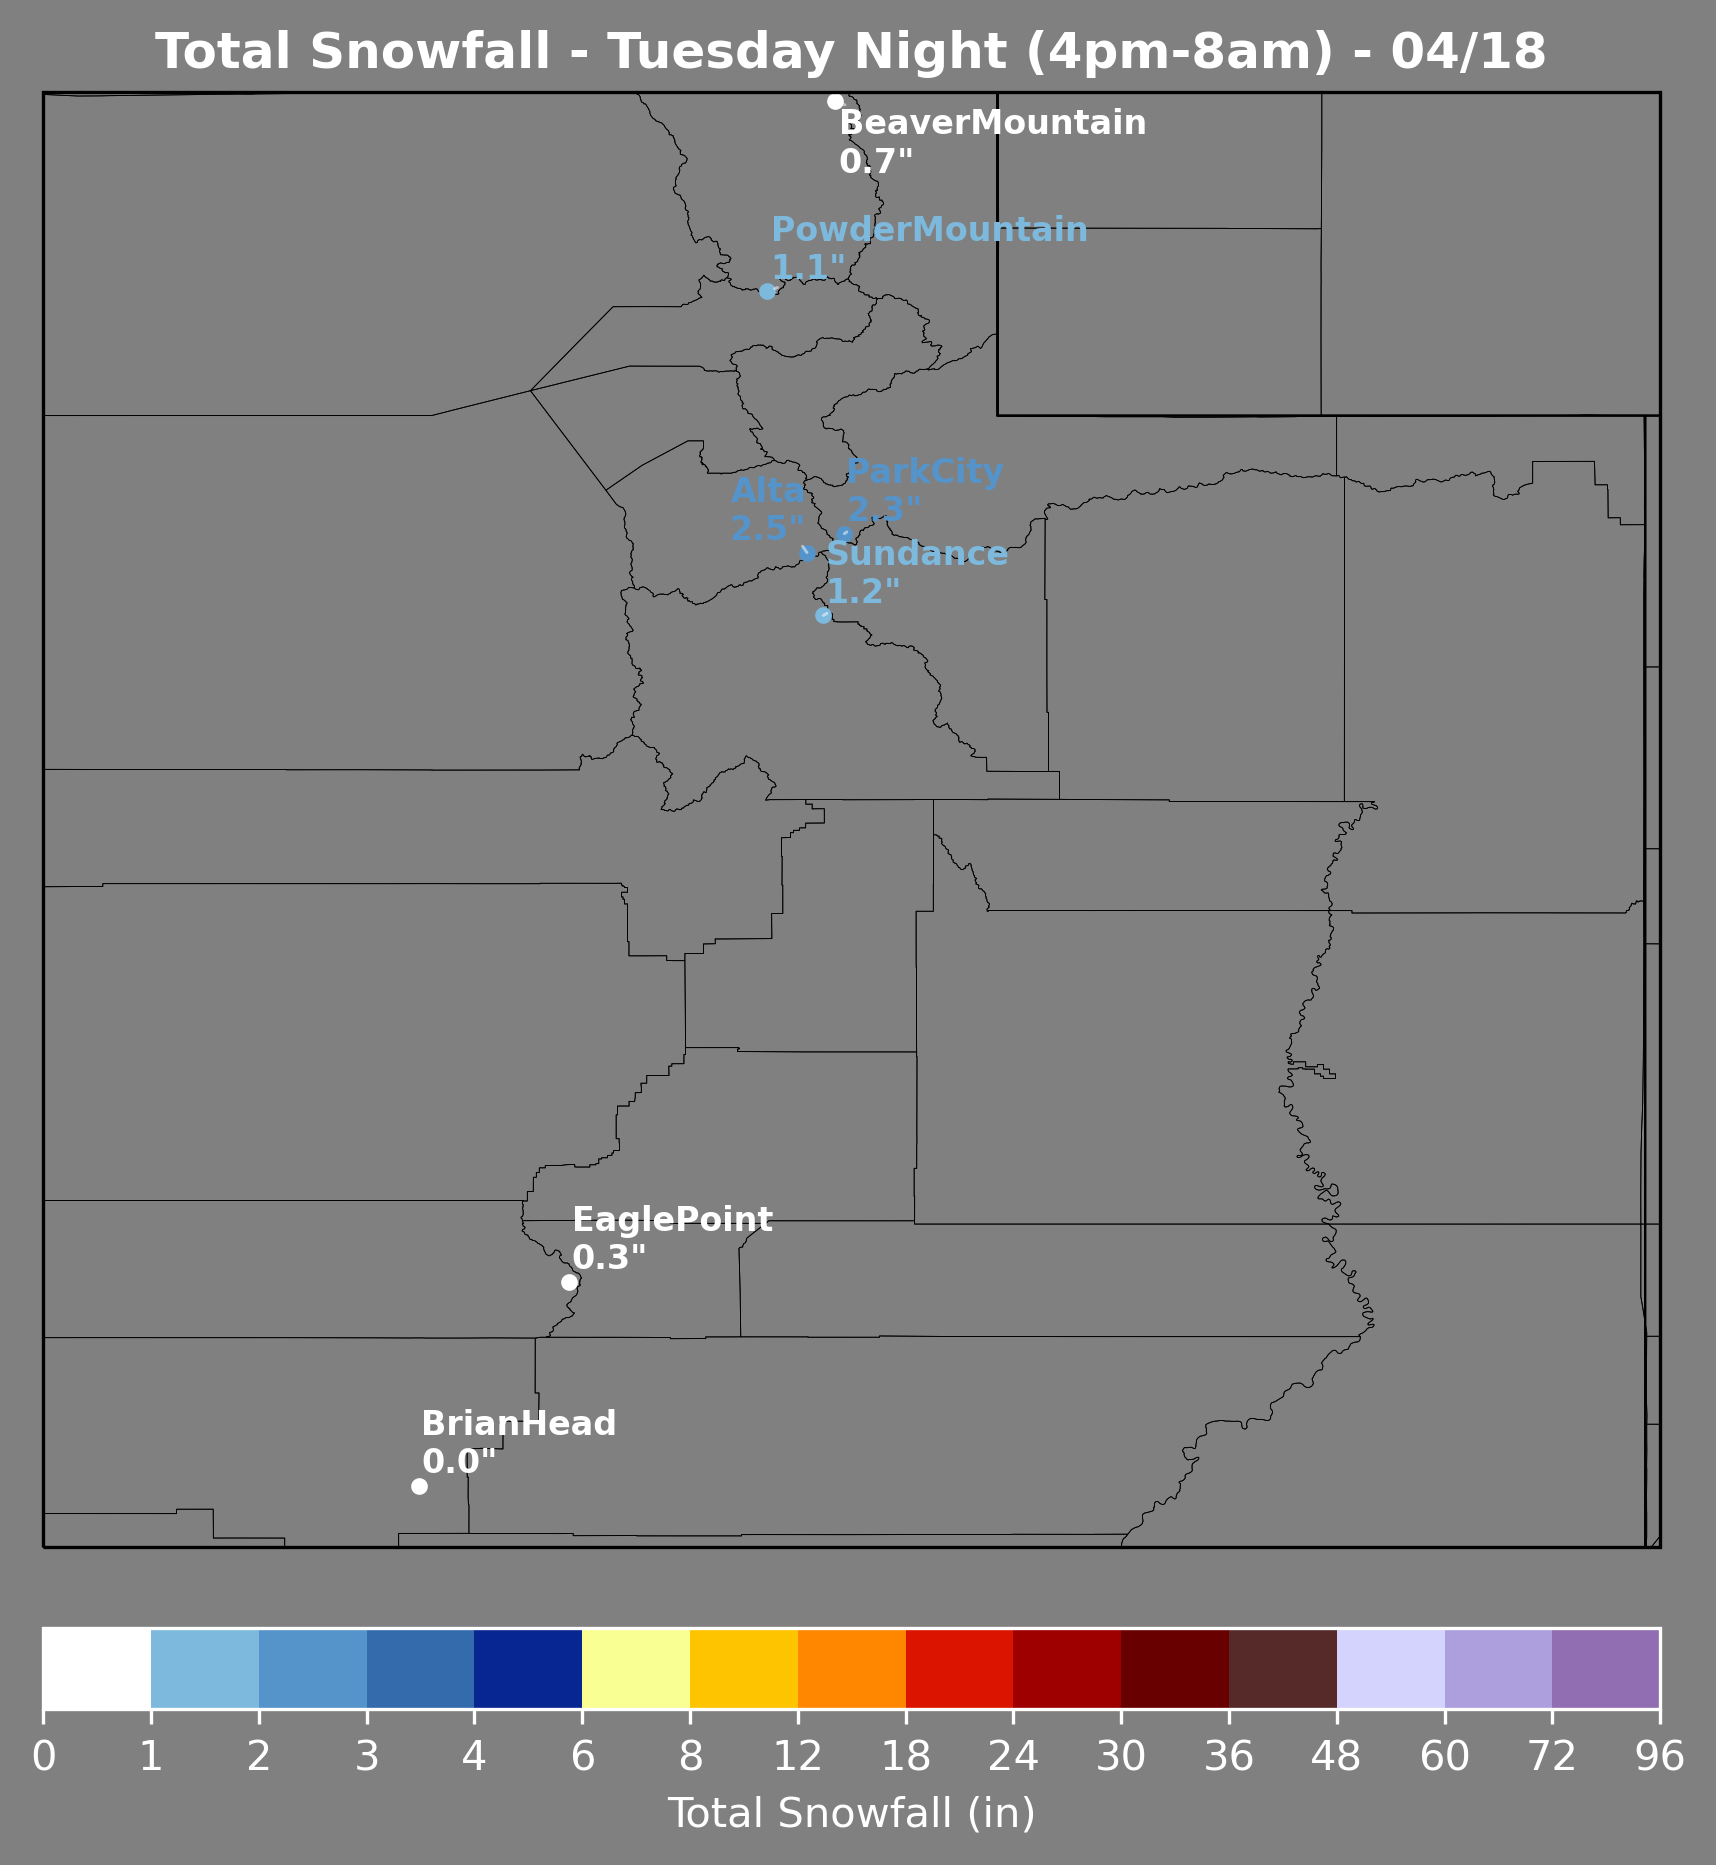 Total Snowfall - Tuesday Night (4pm-8am) - 04/18
BeaverMountain
0.7"
PowderMountain
1.1"
ParkCity
2.3"
Alta
2.5"
Sundance
1.2"
EaglePoint
0.3"
BrianHead
0.0"
0 1 2 3 4 6 8 12 18 24 30 36 48 60 72 96
Total Snowfall (in)